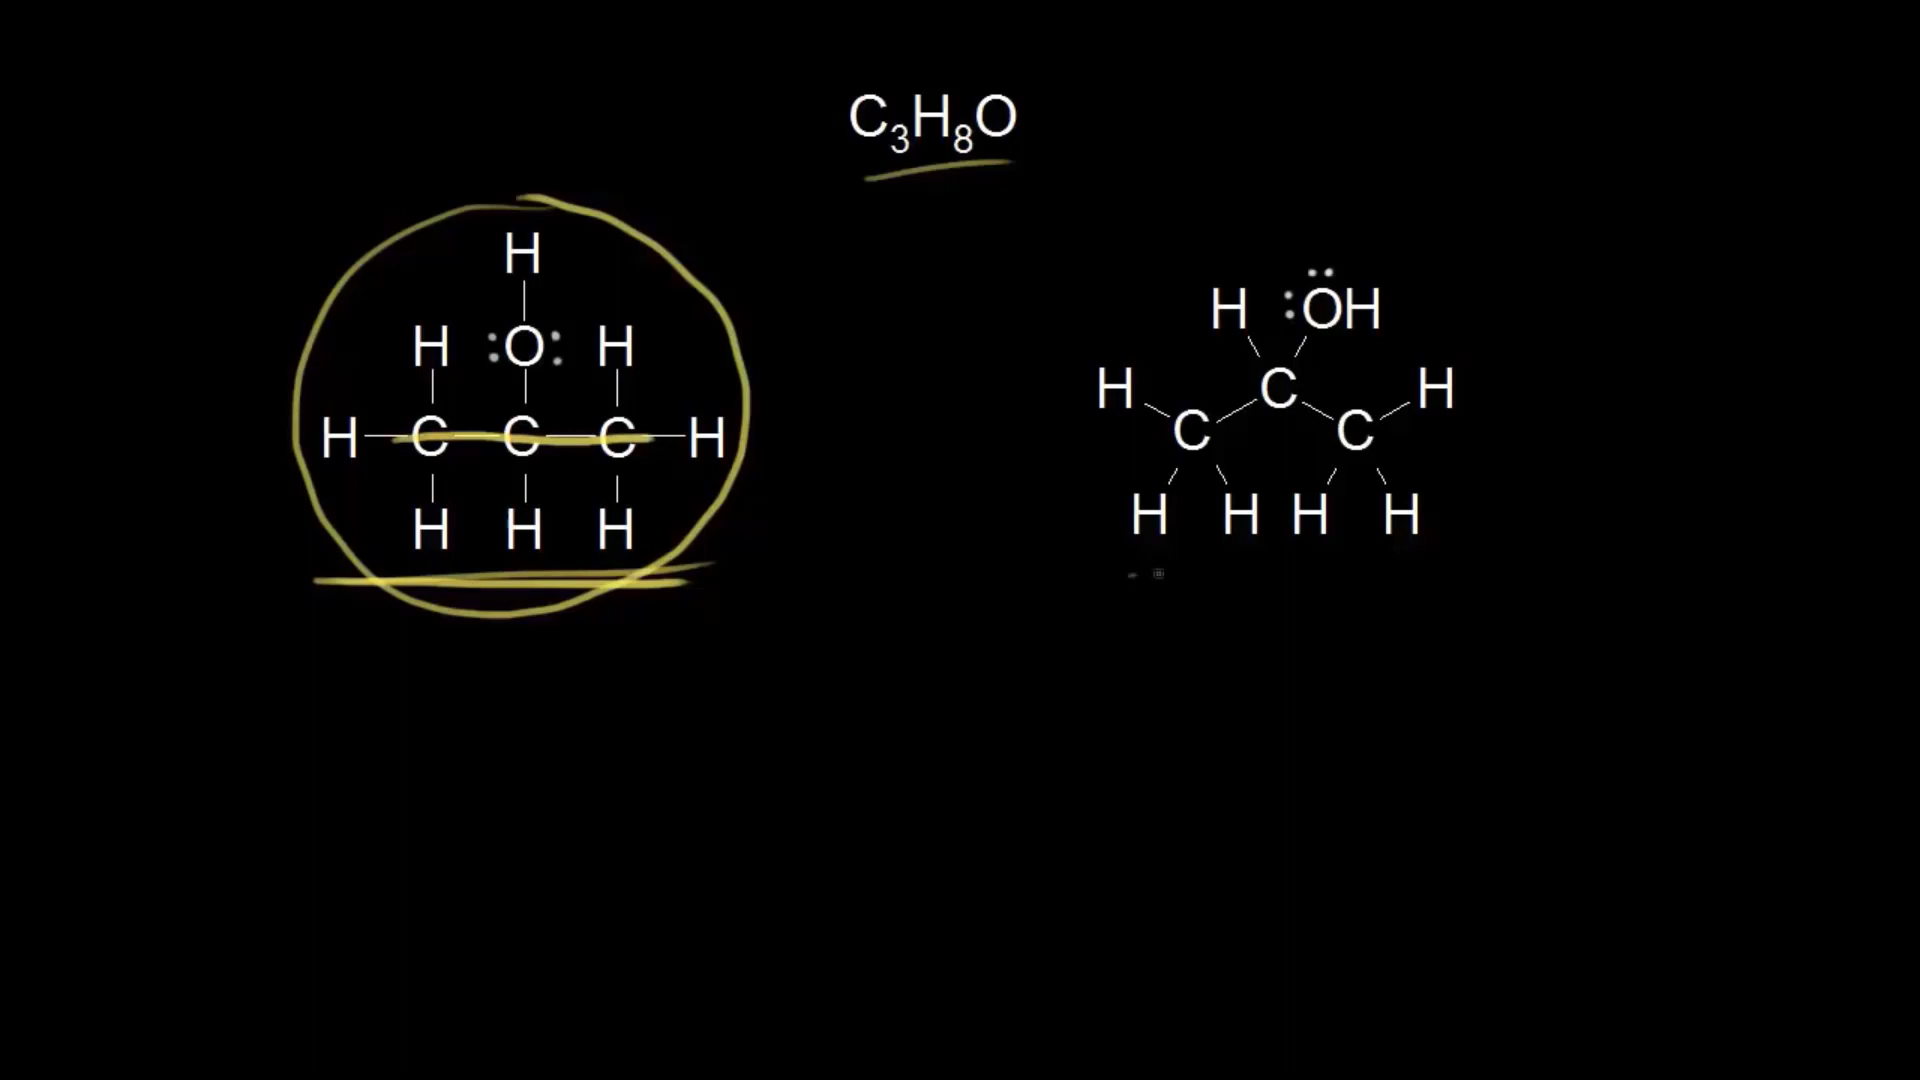 C₃H₈O
H
H :O: H
H—C—C—C—H
H H H
H :OH
H C H
C C
H H H H